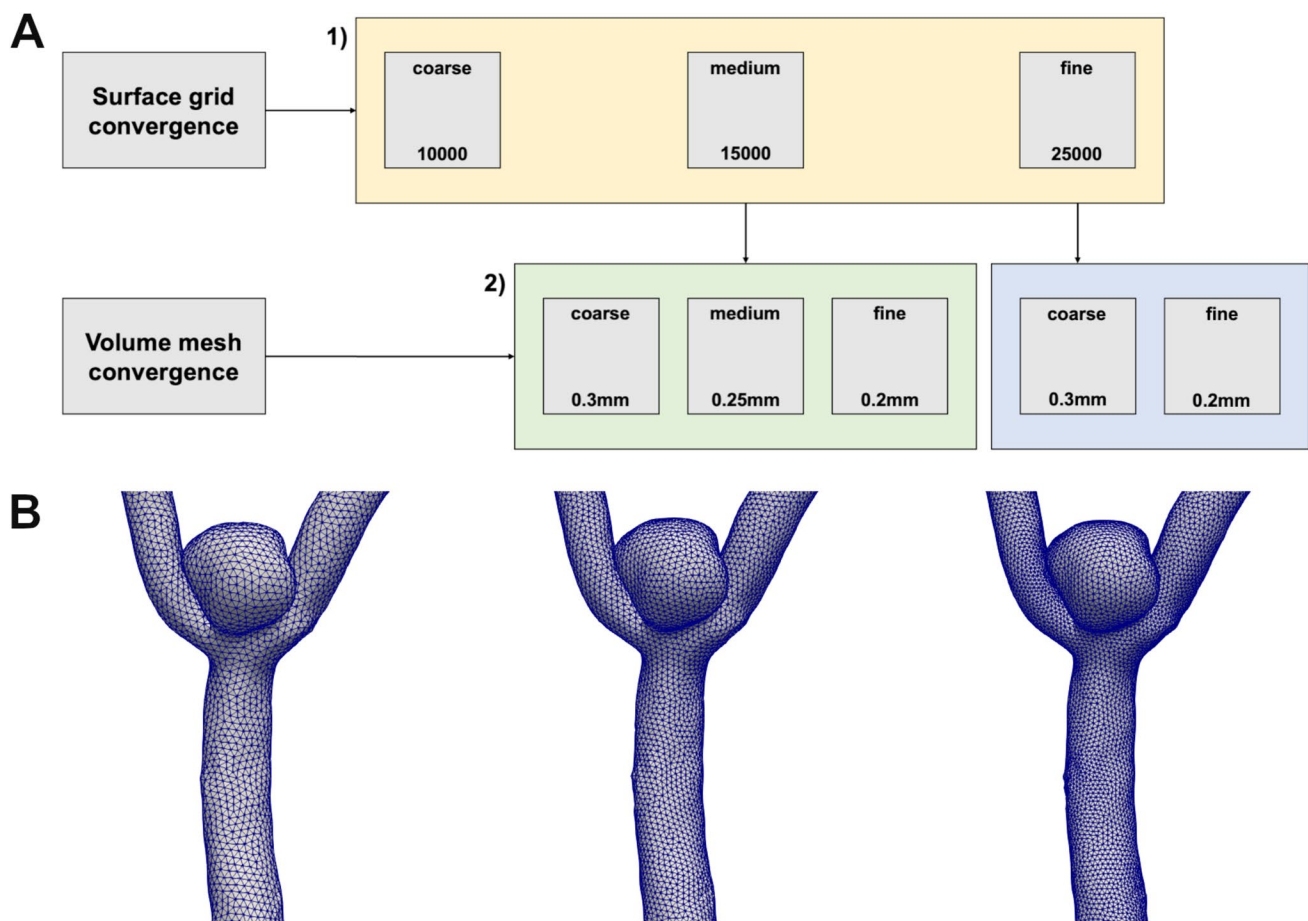 A
1)
Surface grid
convergence
coarse
10000
medium
15000
fine
25000
2)
Volume mesh
convergence
coarse
0.3mm
medium
0.25mm
fine
0.2mm
coarse
0.3mm
fine
0.2mm
B